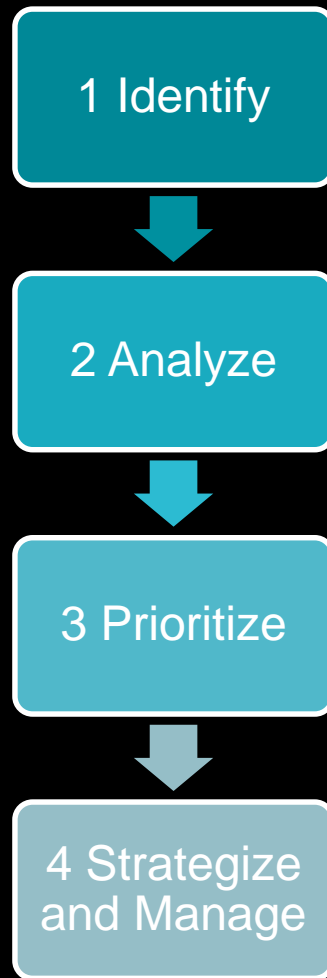 1 Identify
2 Analyze
3 Prioritize
4 Strategize
and Manage